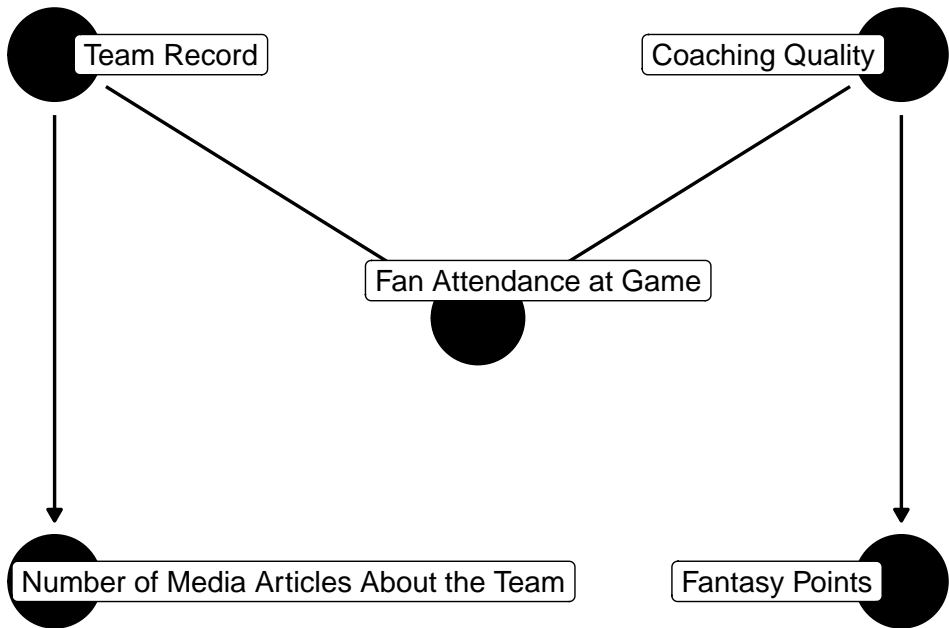 Team Record
Coaching Quality
Fan Attendance at Game
Number of Media Articles About the Team
Fantasy Points